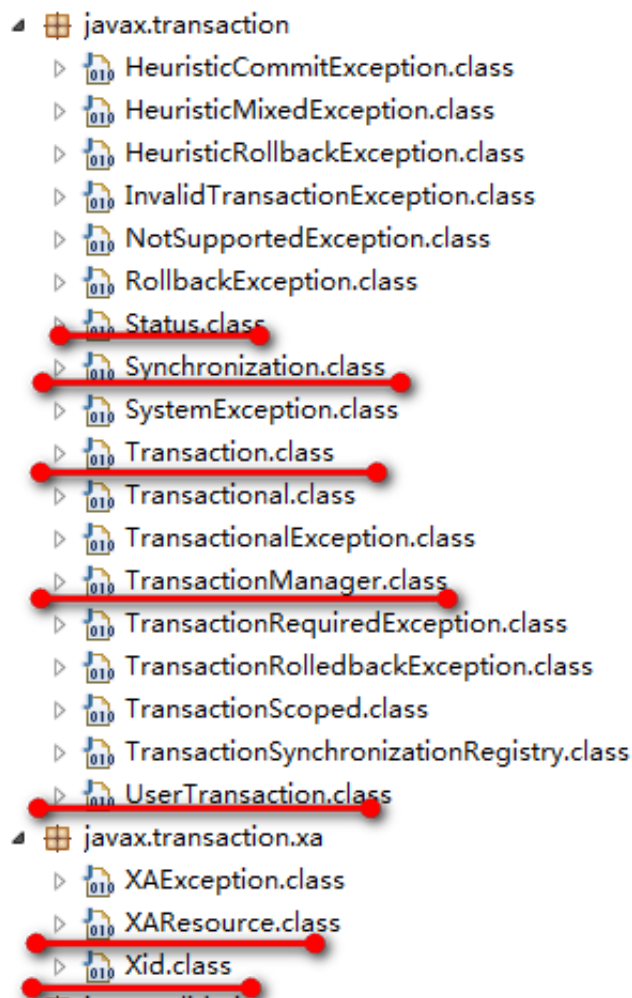 javax.transaction
HeuristicCommitException.class
HeuristicMixedException.class
HeuristicRollbackException.class
InvalidTransactionException.class
NotSupportedException.class
RollbackException.class
Status.class
Synchronization.class
SystemException.class
Transaction.class
Transactional.class
TransactionalException.class
TransactionManager.class
TransactionRequiredException.class
TransactionRolledbackException.class
TransactionScoped.class
TransactionSynchronizationRegistry.class
UserTransaction.class
javax.transaction.xa
XAException.class
XAResource.class
Xid.class